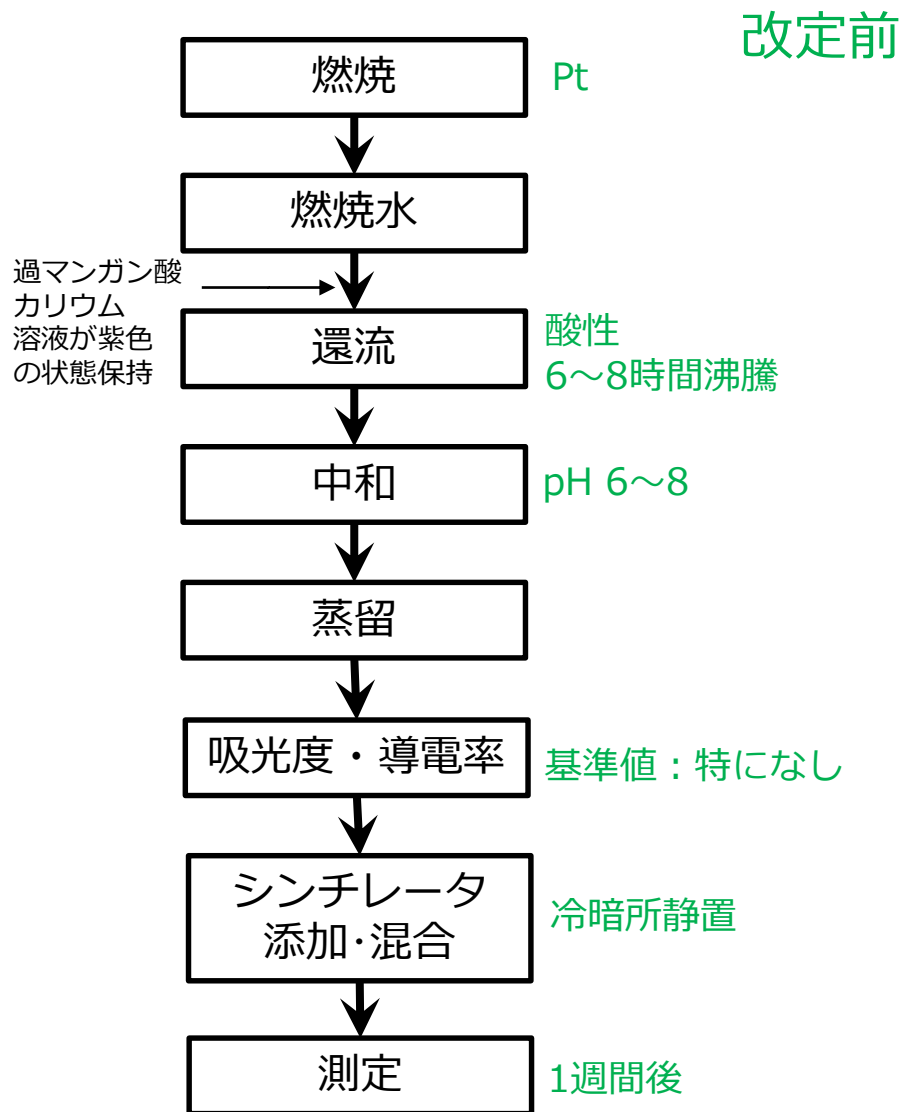 改定前
燃焼
Pt
燃焼水
過マンガン酸
カリウム
溶液が紫色
の状態保持
還流
酸性
6～8時間沸騰
中和
pH 6～8
蒸留
吸光度・導電率
基準値：特になし
シンチレータ
添加･混合
冷暗所静置
測定
1週間後